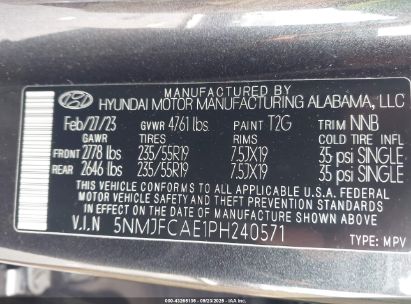 MANUFACTURED BY
HYUNDAI MOTOR MANUFACTURING ALABAMA, LLC
Feb/27/23 GVWR 4761 lbs. PAINT T2G TRIM NNB
GAWR TIRES RIMS COLD TIRE INFL
FRONT 2778 lbs 235/55R19 7.5JX19 35 psi SINGLE
REAR 2646 lbs 235/55R19 7.5JX19 35 psi SINGLE
THIS VEHICLE CONFORMS TO ALL APPLICABLE U.S.A. FEDERAL
MOTOR VEHICLE SAFETY AND THEFT PREVENTION STANDARDS
IN EFFECT ON THE DATE OF MANUFACTURE SHOWN ABOVE.
V.I.N 5NMJFCAE1PH240571
TYPE: MPV